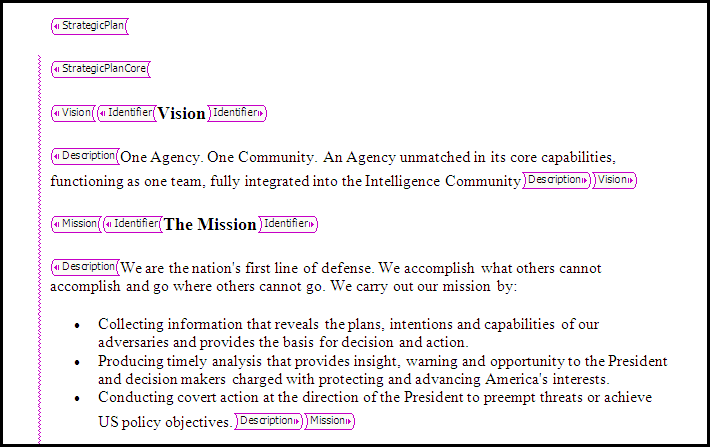 StrategicPlan
StrategicPlanCore
Vision Identifier Vision Identifier
Description One Agency. One Community. An Agency unmatched in its core capabilities,
functioning as one team, fully integrated into the Intelligence Community Description Vision
Mission Identifier The Mission Identifier
Description We are the nation's first line of defense. We accomplish what others cannot
accomplish and go where others cannot go. We carry out our mission by:
• Collecting information that reveals the plans, intentions and capabilities of our
adversaries and provides the basis for decision and action.
• Producing timely analysis that provides insight, warning and opportunity to the President
and decision makers charged with protecting and advancing America's interests.
• Conducting covert action at the direction of the President to preempt threats or achieve
US policy objectives. Description Mission